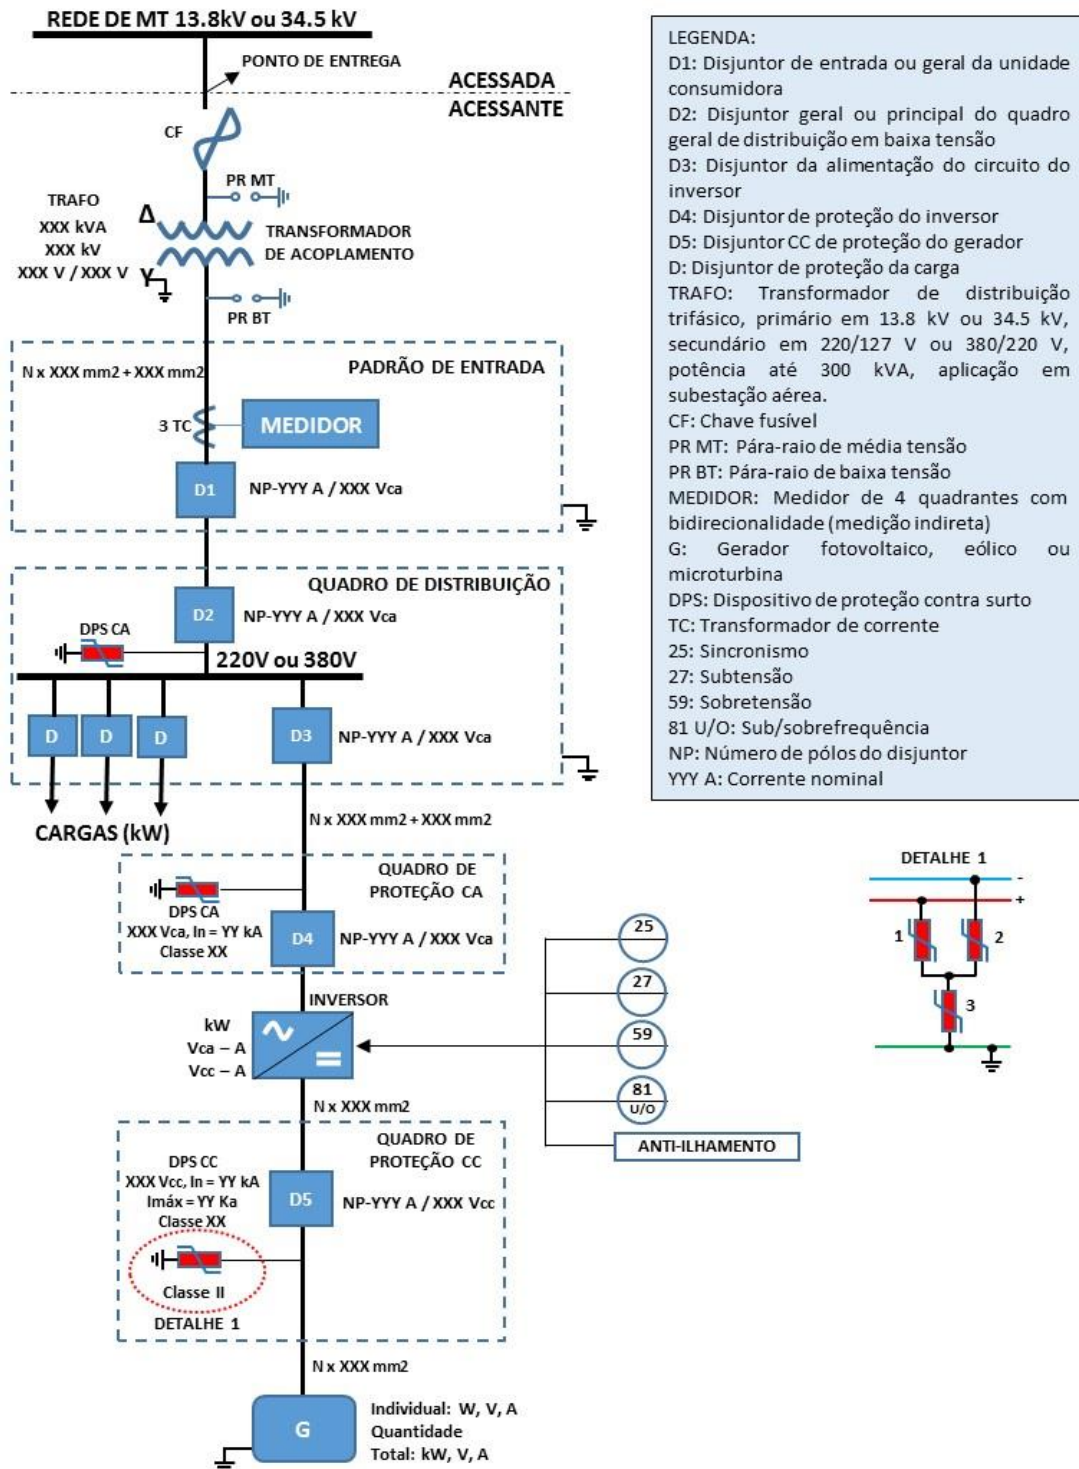 REDE DE MT 13.8kV ou 34.5 kV
PONTO DE ENTREGA
ACESSADA
ACESSANTE
CF
PR MT
TRAFO
XXX kVA
XXX kV
XXX V / XXX V
Δ
Y
TRANSFORMADOR
DE ACOPLAMENTO
PR BT
PADRÃO DE ENTRADA
N x XXX mm2 + XXX mm2
3 TC
MEDIDOR
D1
NP-YYY A / XXX Vca
QUADRO DE DISTRIBUIÇÃO
D2
NP-YYY A / XXX Vca
DPS CA
220V ou 380V
D
D
D
D3
NP-YYY A / XXX Vca
CARGAS (kW)
N x XXX mm2 + XXX mm2
QUADRO DE
PROTEÇÃO CA
DPS CA
XXX Vca, In = YY kA
Classe XX
D4
NP-YYY A / XXX Vca
INVERSOR
kW
Vca – A
Vcc – A
25
27
59
81
U/O
ANTI-ILHAMENTO
N x XXX mm2
QUADRO DE
PROTEÇÃO CC
DPS CC
XXX Vcc, In = YY kA
Imáx = YY Ka
Classe XX
D5
NP-YYY A / XXX Vcc
Classe II
DETALHE 1
N x XXX mm2
G
Individual: W, V, A
Quantidade
Total: kW, V, A
LEGENDA:
D1: Disjuntor de entrada ou geral da unidade
consumidora
D2: Disjuntor geral ou principal do quadro
geral de distribuição em baixa tensão
D3: Disjuntor da alimentação do circuito do
inversor
D4: Disjuntor de proteção do inversor
D5: Disjuntor CC de proteção do gerador
D: Disjuntor de proteção da carga
TRAFO: Transformador de distribuição
trifásico, primário em 13.8 kV ou 34.5 kV,
secundário em 220/127 V ou 380/220 V,
potência até 300 kVA, aplicação em
subestação aérea.
CF: Chave fusível
PR MT: Pára-raio de média tensão
PR BT: Pára-raio de baixa tensão
MEDIDOR: Medidor de 4 quadrantes com
bidirecionalidade (medição indireta)
G: Gerador fotovoltaico, eólico ou
microturbina
DPS: Dispositivo de proteção contra surto
TC: Transformador de corrente
25: Sincronismo
27: Subtensão
59: Sobretensão
81 U/O: Sub/sobrefrequência
NP: Número de pólos do disjuntor
YYY A: Corrente nominal
DETALHE 1
-
+
1
2
3